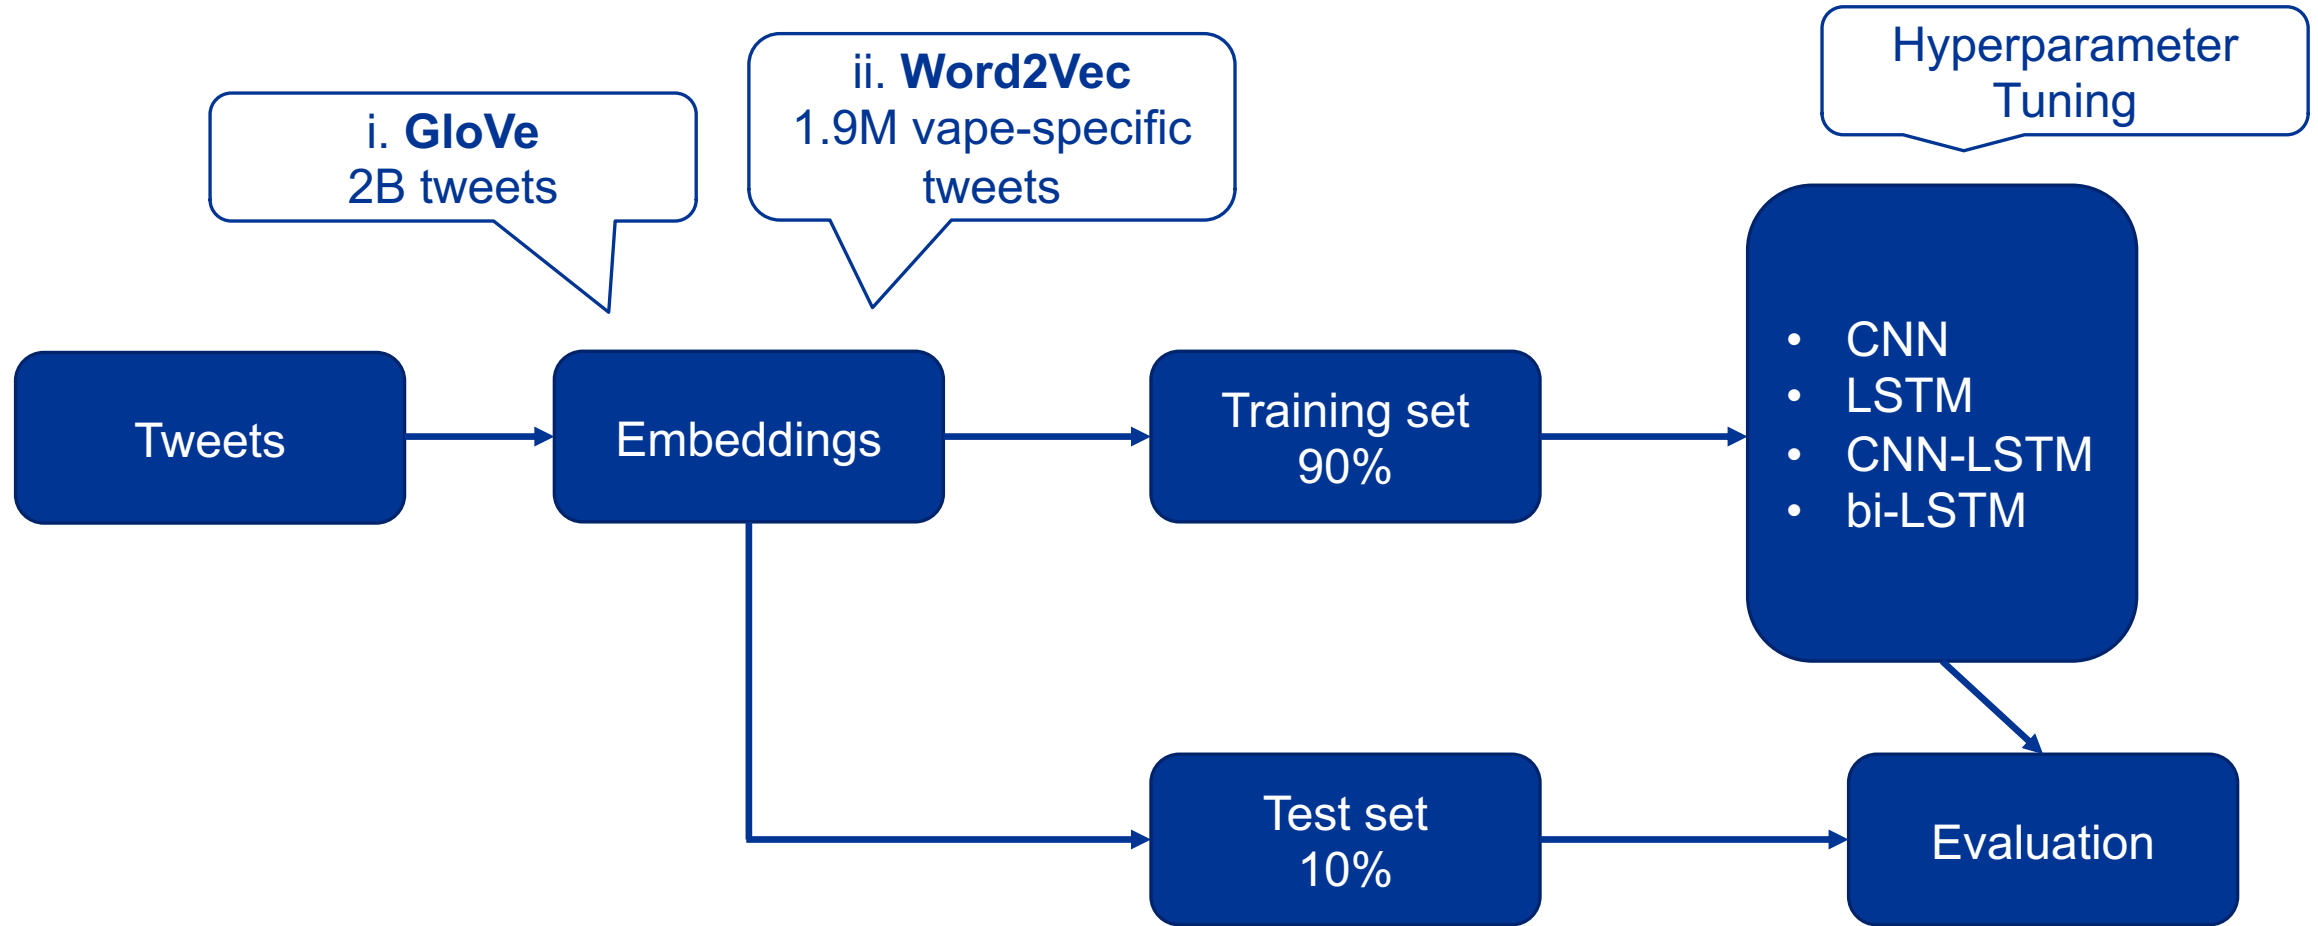 i. GloVe
2B tweets
ii. Word2Vec
1.9M vape-specific
tweets
Hyperparameter
Tuning
Tweets
Embeddings
Training set
90%
• CNN
• LSTM
• CNN-LSTM
• bi-LSTM
Test set
10%
Evaluation